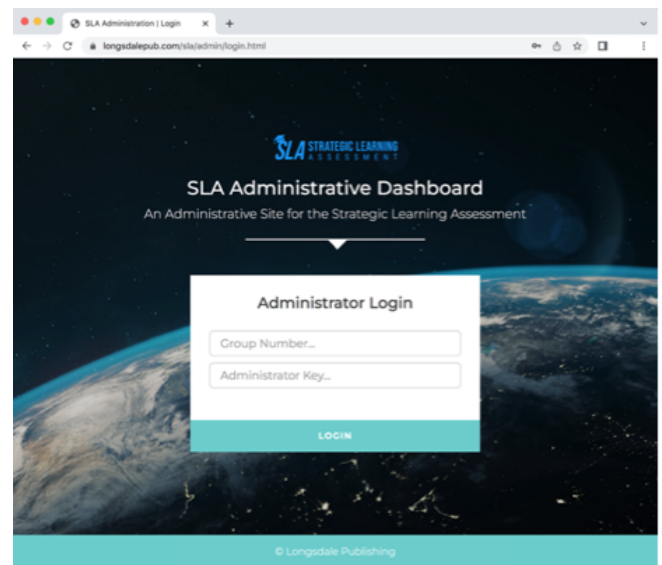 SLA Administration | Login
longsdalepub.com/sla/admin/login.html
SLA STRATEGIC LEARNING
ASSESSMENT
SLA Administrative Dashboard
An Administrative Site for the Strategic Learning Assessment
Administrator Login
Group Number...
Administrator Key...
LOGIN
© Longsdale Publishing